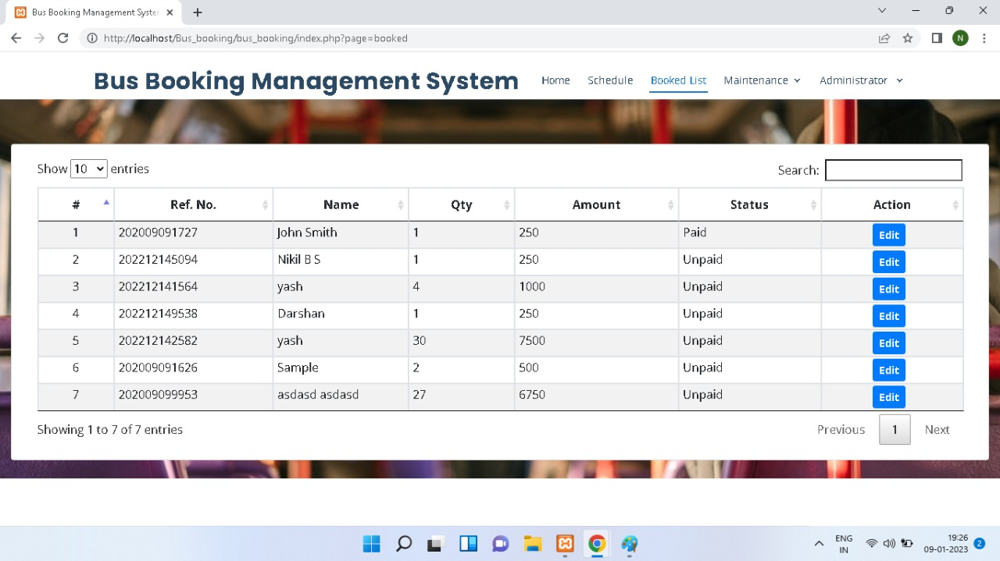 Bus Booking Management Syster
http://localhost/Bus_booking/bus_booking/index.php?page=booked
N
Bus Booking Management System Home Schedule Booked List Maintenance Administrator
Show 10 entries Search:
# Ref. No. Name Qty Amount Status Action
1 202009091727 John Smith 1 250 Paid Edit
2 202212145094 Nikil B S 1 250 Unpaid Edit
3 202212141564 yash 4 1000 Unpaid Edit
4 202212149538 Darshan 1 250 Unpaid Edit
5 202212142582 yash 30 7500 Unpaid Edit
6 202009091626 Sample 2 500 Unpaid Edit
7 202009099953 asdasd asdasd 27 6750 Unpaid Edit
Showing 1 to 7 of 7 entries Previous 1 Next
ENG 19:26
IN 09-01-2023 2